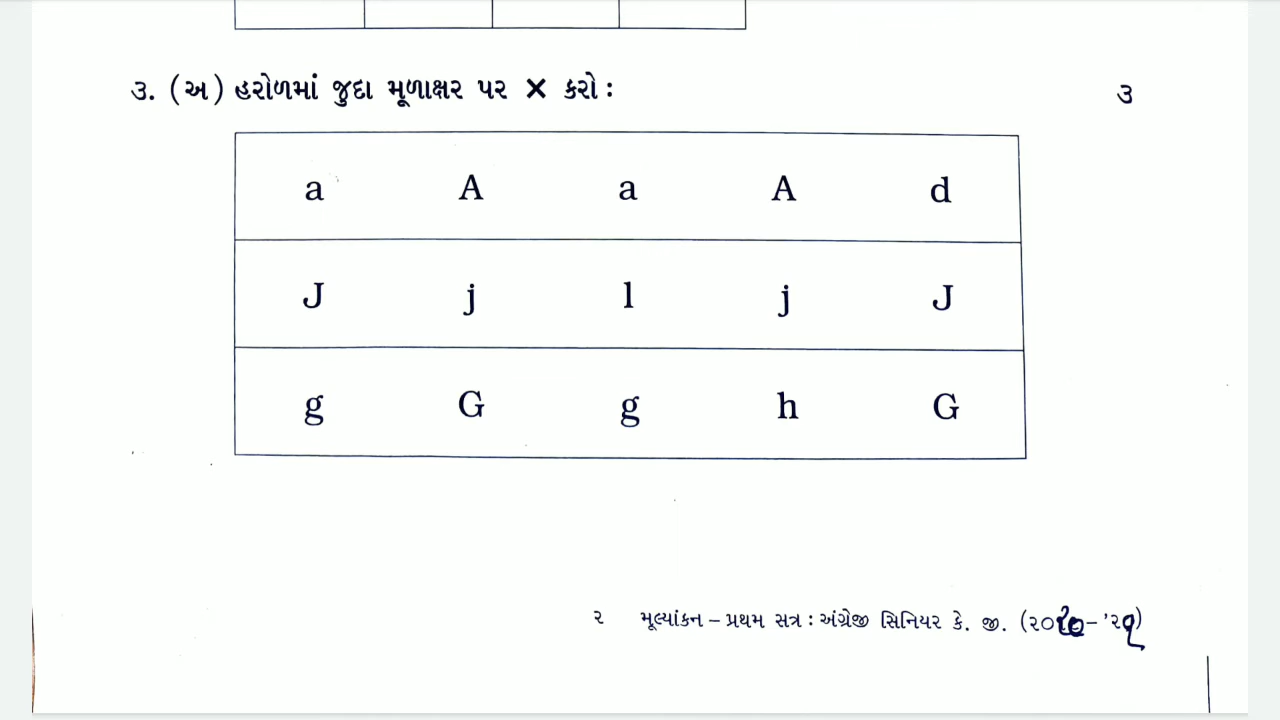 ૩. (અ) હરોળમાં જુદા મૂળાક્ષર પર × કરો : ૩
a A a A d
J j l j J
g G g h G
૨ મૂલ્યાંકન – પ્રથમ સત્ર : અંગ્રેજી સિનિયર કે. જી. (૨૦૨૦–'૨૧)